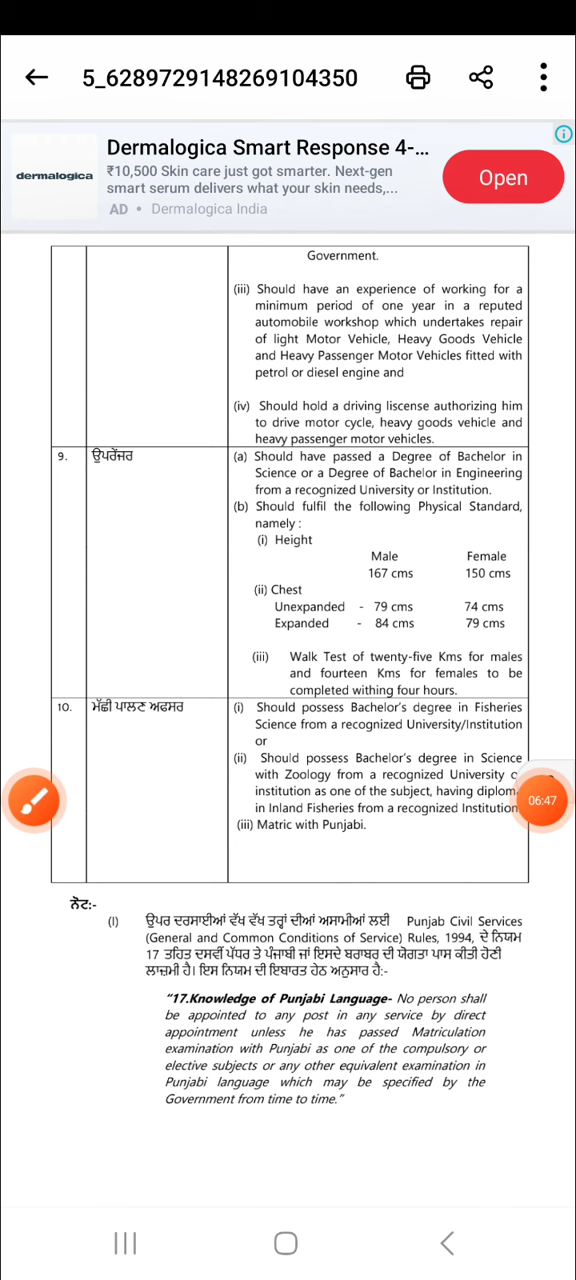 5_6289729148269104350
Dermalogica Smart Response 4-...
dermalogica
₹10,500 Skin care just got smarter. Next-gen
smart serum delivers what your skin needs,...
Open
AD • Dermalogica India
Government.
(iii) Should have an experience of working for a
minimum period of one year in a reputed
automobile workshop which undertakes repair
of light Motor Vehicle, Heavy Goods Vehicle
and Heavy Passenger Motor Vehicles fitted with
petrol or diesel engine and
(iv) Should hold a driving liscense authorizing him
to drive motor cycle, heavy goods vehicle and
heavy passenger motor vehicles.
9. ਉਪਰੇਂਜਰ (a) Should have passed a Degree of Bachelor in
Science or a Degree of Bachelor in Engineering
from a recognized University or Institution.
(b) Should fulfil the following Physical Standard,
namely :
(i) Height
Male Female
167 cms 150 cms
(ii) Chest
Unexpanded - 79 cms 74 cms
Expanded - 84 cms 79 cms
(iii) Walk Test of twenty-five Kms for males
and fourteen Kms for females to be
completed withing four hours.
10. ਮੱਛੀ ਪਾਲਣ ਅਫਸਰ (i) Should possess Bachelor's degree in Fisheries
Science from a recognized University/Institution
or
(ii) Should possess Bachelor's degree in Science
with Zoology from a recognized University
institution as one of the subject, having diplom
in Inland Fisheries from a recognized Institution
06:47
(iii) Matric with Punjabi.
ਨੋਟ:-
(I) ਉਪਰ ਦਰਸਾਈਆਂ ਵੱਖ ਵੱਖ ਤਰ੍ਹਾਂ ਦੀਆਂ ਅਸਾਮੀਆਂ ਲਈ Punjab Civil Services
(General and Common Conditions of Service) Rules, 1994, ਦੇ ਨਿਯਮ
17 ਤਹਿਤ ਦਸਵੀਂ ਪੱਧਰ ਤੇ ਪੰਜਾਬੀ ਜਾਂ ਇਸਦੇ ਬਰਾਬਰ ਦੀ ਯੋਗਤਾ ਪਾਸ ਕੀਤੀ ਹੋਣੀ
ਲਾਜ਼ਮੀ ਹੈ। ਇਸ ਨਿਯਮ ਦੀ ਇਬਾਰਤ ਹੇਠ ਅਨੁਸਾਰ ਹੈ:-
"17.Knowledge of Punjabi Language- No person shall
be appointed to any post in any service by direct
appointment unless he has passed Matriculation
examination with Punjabi as one of the compulsory or
elective subjects or any other equivalent examination in
Punjabi language which may be specified by the
Government from time to time."